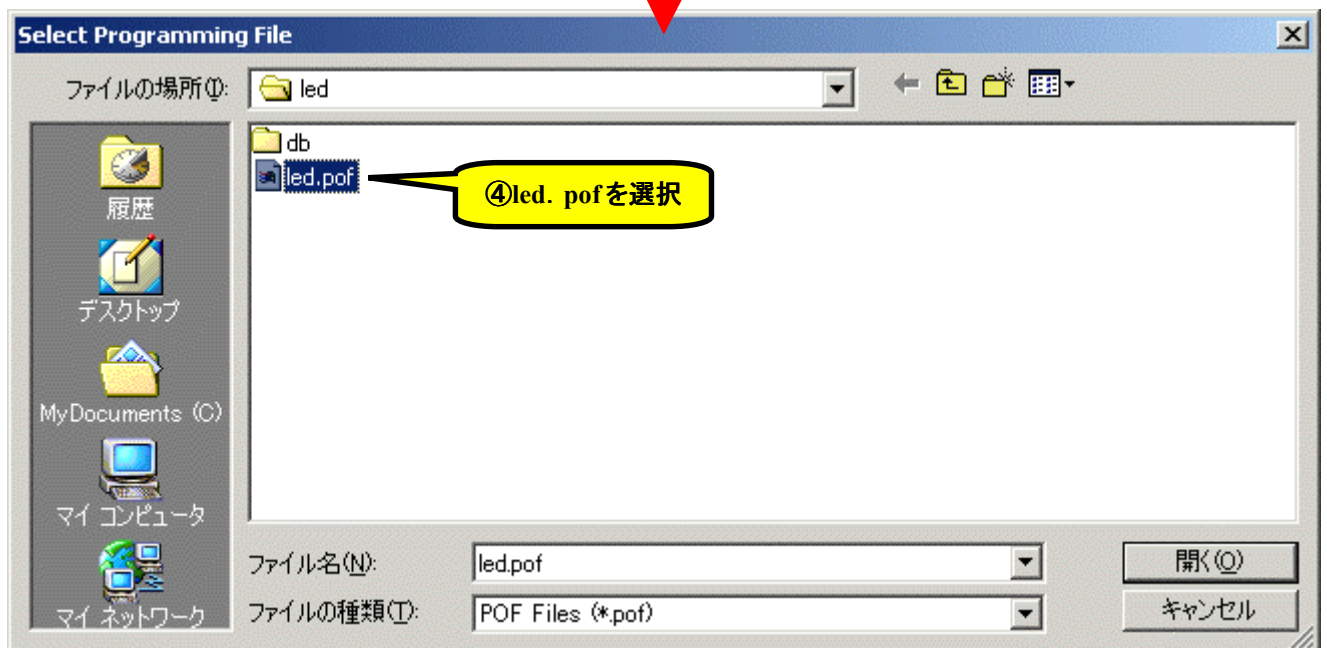 Select Programming File
ファイルの場所(I): led
db
led.pof
④led. pofを選択
履歴
デスクトップ
MyDocuments (C)
マイ コンピュータ
マイ ネットワーク
ファイル名(N): led.pof 開く(O)
ファイルの種類(T): POF Files (*.pof) キャンセル